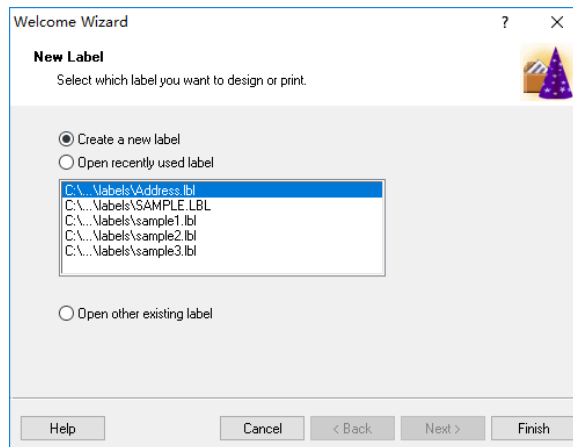 Welcome Wizard ?
New Label
Select which label you want to design or print.
Create a new label
Open recently used label
C:\...\labels\Address.lbl
C:\...\labels\SAMPLE.LBL
C:\...\labels\sample1.lbl
C:\...\labels\sample2.lbl
C:\...\labels\sample3.lbl
Open other existing label
Help Cancel < Back Next > Finish